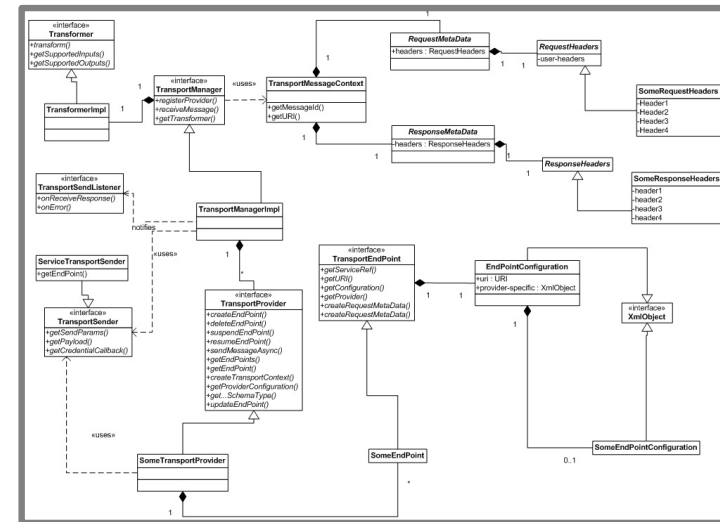 «interface»
Transformer
+transform()
+getSupportedInputs()
+getSupportedOutputs()
TransformerImpl
1
1
«interface»
TransportManager
+registerProvider()
+receiveMessage()
+getTransformer()
«uses»
TransportMessageContext
+getMessageId()
+getURI()
1
1
1
1
RequestMetaData
+headers : RequestHeaders
1
1
RequestHeaders
-user-headers
SomeRequestHeaders
-Header1
-Header2
-Header3
-Header4
ResponseMetaData
-headers : ResponseHeaders
1
1
ResponseHeaders
SomeResponseHeaders
-header1
-header2
-header3
-header4
«interface»
TransportSendListener
+onReceiveResponse()
+onError()
notifies
TransportManagerImpl
1
*
«uses»
ServiceTransportSender
+getEndPoint()
«interface»
TransportSender
+getSendParams()
+getPayload()
+getCredentialCallback()
«uses»
«interface»
TransportProvider
+createEndPoint()
+deleteEndPoint()
+suspendEndPoint()
+resumeEndPoint()
+sendMessageAsync()
+getEndPoints()
+getEndPoint()
+createTransportContext()
+getProviderConfiguration()
+get...SchemaType()
+updateEndPoint()
SomeTransportProvider
1
*
«interface»
TransportEndPoint
+getServiceRef()
+getURI()
+getConfiguration()
+getProvider()
+createRequestMetaData()
+createRequestMetaData()
1
1
EndPointConfiguration
+uri : URI
+provider-specific : XmlObject
1
0..1
«interface»
XmlObject
SomeEndPoint
SomeEndPointConfiguration